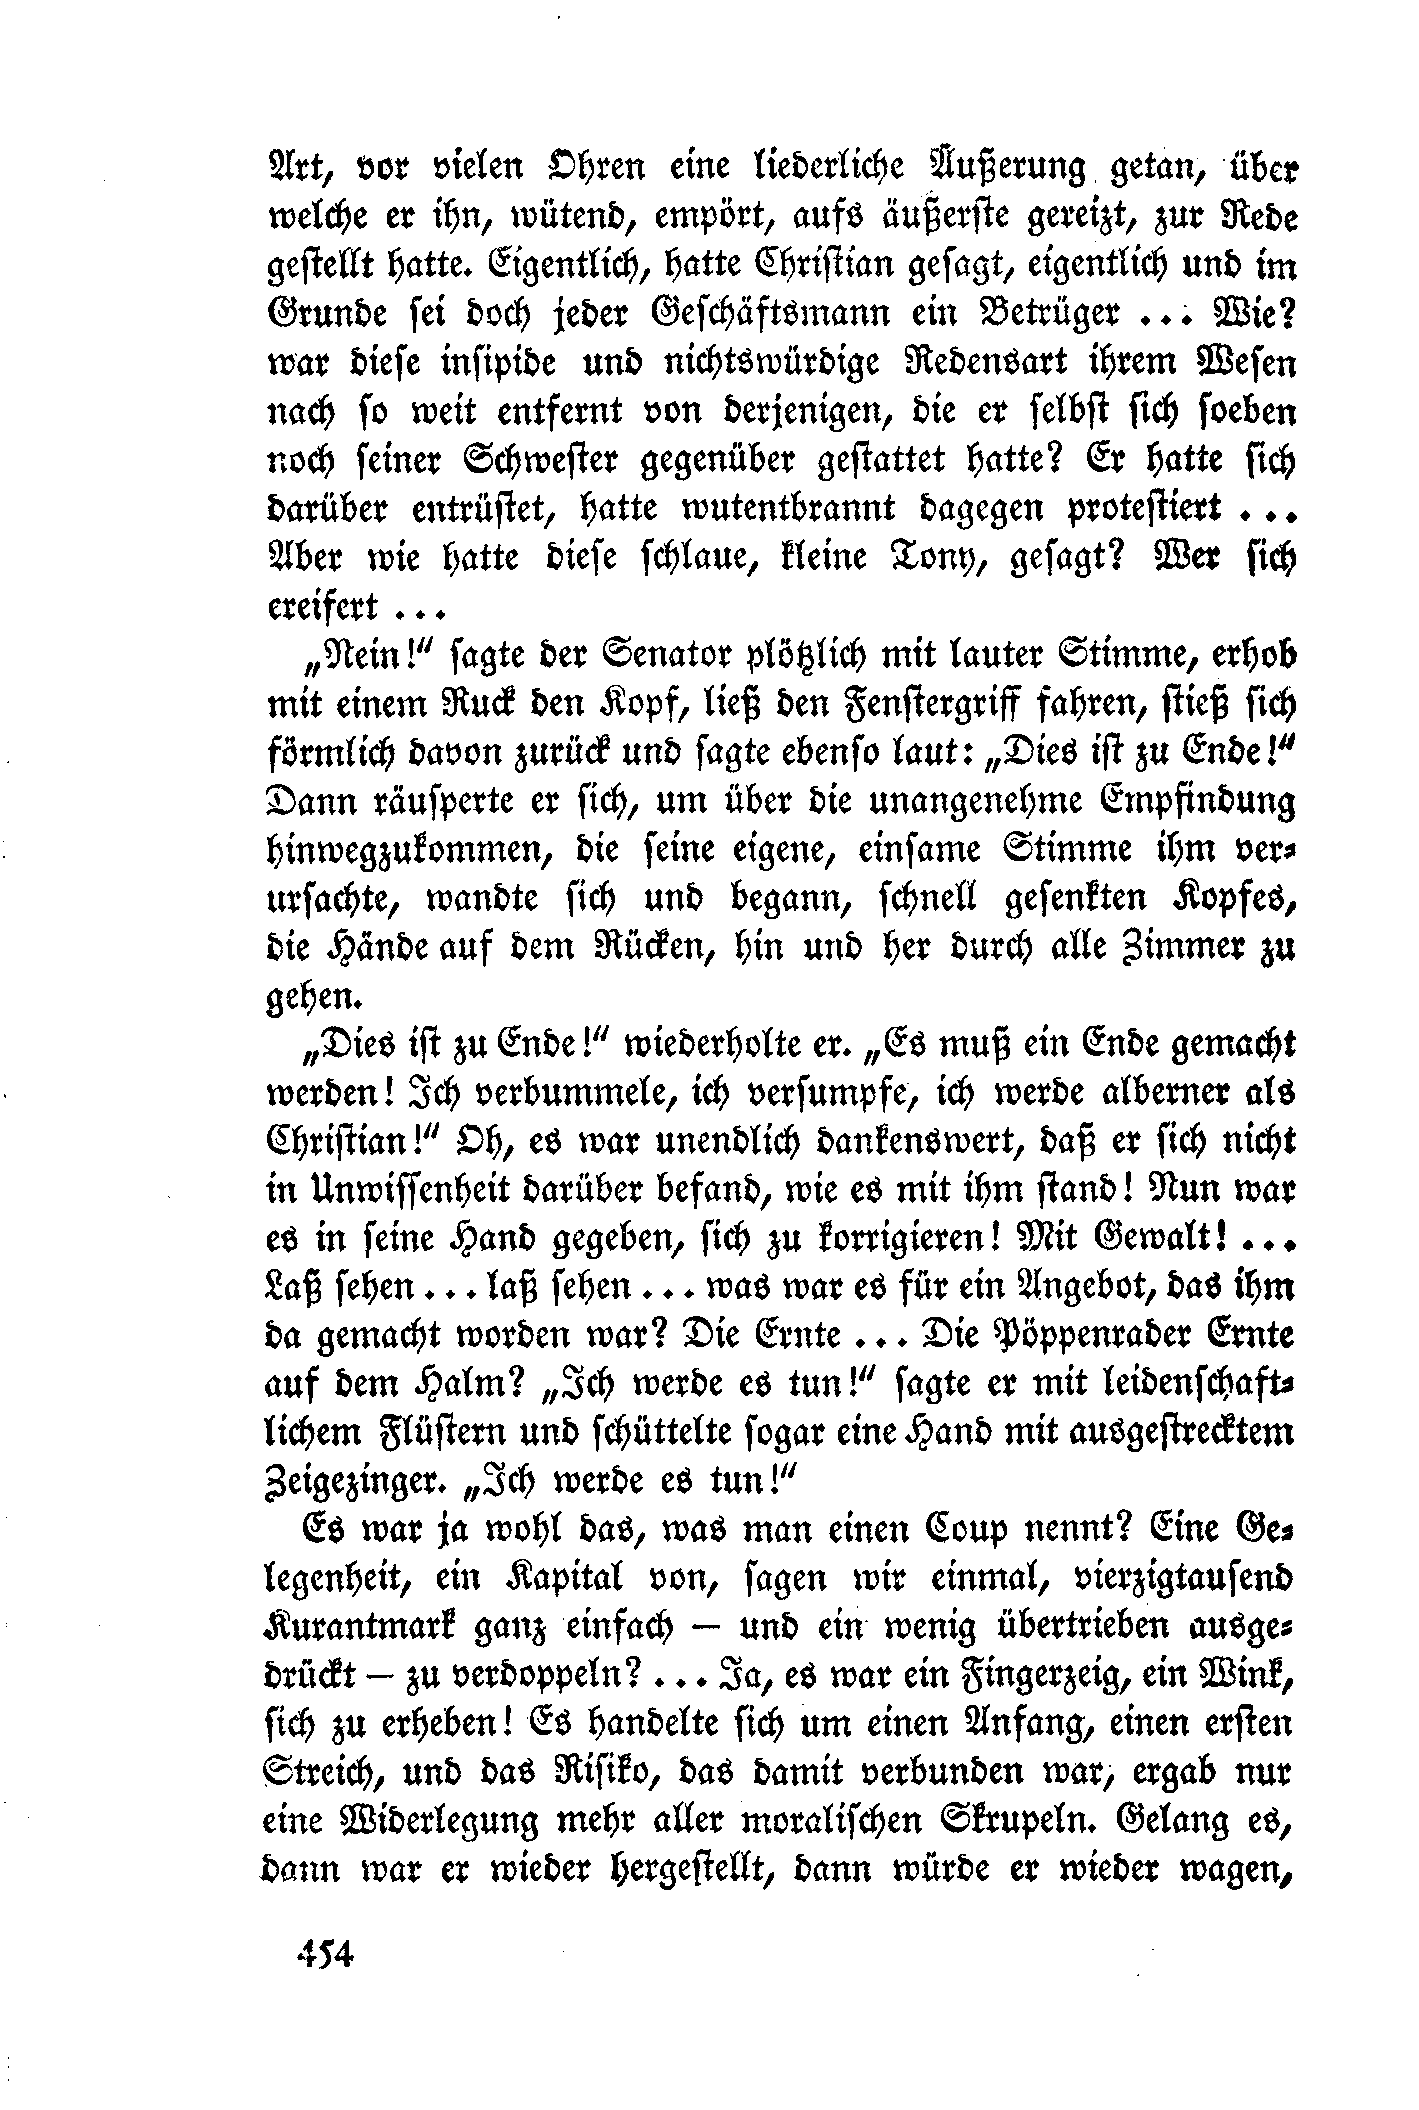 Art, vor vielen Ohren eine liederliche Äußerung getan, über
welche er ihn, wütend, empört, aufs äußerste gereizt, zur Rede
gestellt hatte. Eigentlich, hatte Christian gesagt, eigentlich und im
Grunde sei doch jeder Geschäftsmann ein Betrüger ... Wie?
war diese insipide und nichtswürdige Redensart ihrem Wesen
nach so weit entfernt von derjenigen, die er selbst sich soeben
noch seiner Schwester gegenüber gestattet hatte? Er hatte sich
darüber entrüstet, hatte wutentbrannt dagegen protestiert ...
Aber wie hatte diese schlaue, kleine Tony, gesagt? Wer sich
ereifert ...
„Nein!“ sagte der Senator plötzlich mit lauter Stimme, erhob
mit einem Ruck den Kopf, ließ den Fenstergriff fahren, stieß sich
förmlich davon zurück und sagte ebenso laut: „Dies ist zu Ende!“
Dann räusperte er sich, um über die unangenehme Empfindung
hinwegzukommen, die seine eigene, einsame Stimme ihm ver-
ursachte, wandte sich und begann, schnell gesenkten Kopfes,
die Hände auf dem Rücken, hin und her durch alle Zimmer zu
gehen.
„Dies ist zu Ende!“ wiederholte er. „Es muß ein Ende gemacht
werden! Ich verbummele, ich versumpfe, ich werde alberner als
Christian!“ Oh, es war unendlich dankenswert, daß er sich nicht
in Unwissenheit darüber befand, wie es mit ihm stand! Nun war
es in seine Hand gegeben, sich zu korrigieren! Mit Gewalt! ...
Laß sehen ... laß sehen ... was war es für ein Angebot, das ihm
da gemacht worden war? Die Ernte ... Die Pöppenrader Ernte
auf dem Halm? „Ich werde es tun!“ sagte er mit leidenschaft-
lichem Flüstern und schüttelte sogar eine Hand mit ausgestrecktem
Zeigezinger. „Ich werde es tun!“
Es war ja wohl das, was man einen Coup nennt? Eine Ge-
legenheit, ein Kapital von, sagen wir einmal, vierzigtausend
Kurantmark ganz einfach — und ein wenig übertrieben ausge-
drückt — zu verdoppeln? ... Ja, es war ein Fingerzeig, ein Wink,
sich zu erheben! Es handelte sich um einen Anfang, einen ersten
Streich, und das Risiko, das damit verbunden war, ergab nur
eine Widerlegung mehr aller moralischen Skrupeln. Gelang es,
dann war er wieder hergestellt, dann würde er wieder wagen,
454